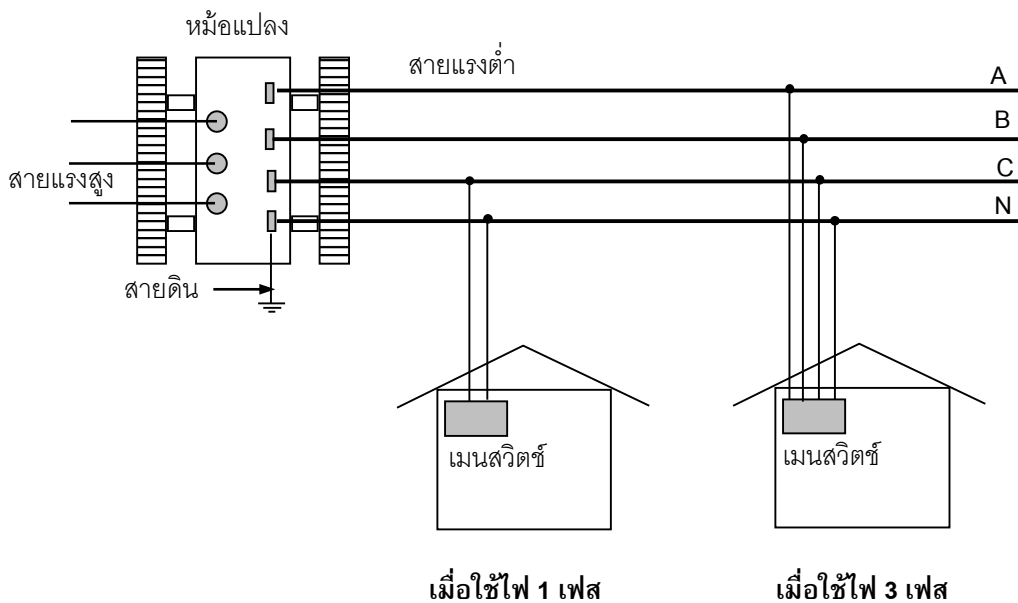 หม้อแปลง
สายแรงต่ำ
A
B
C
N
สายแรงสูง
สายดิน
เมนสวิตช์
เมนสวิตช์
เมื่อใช้ไฟ 1 เฟส
เมื่อใช้ไฟ 3 เฟส